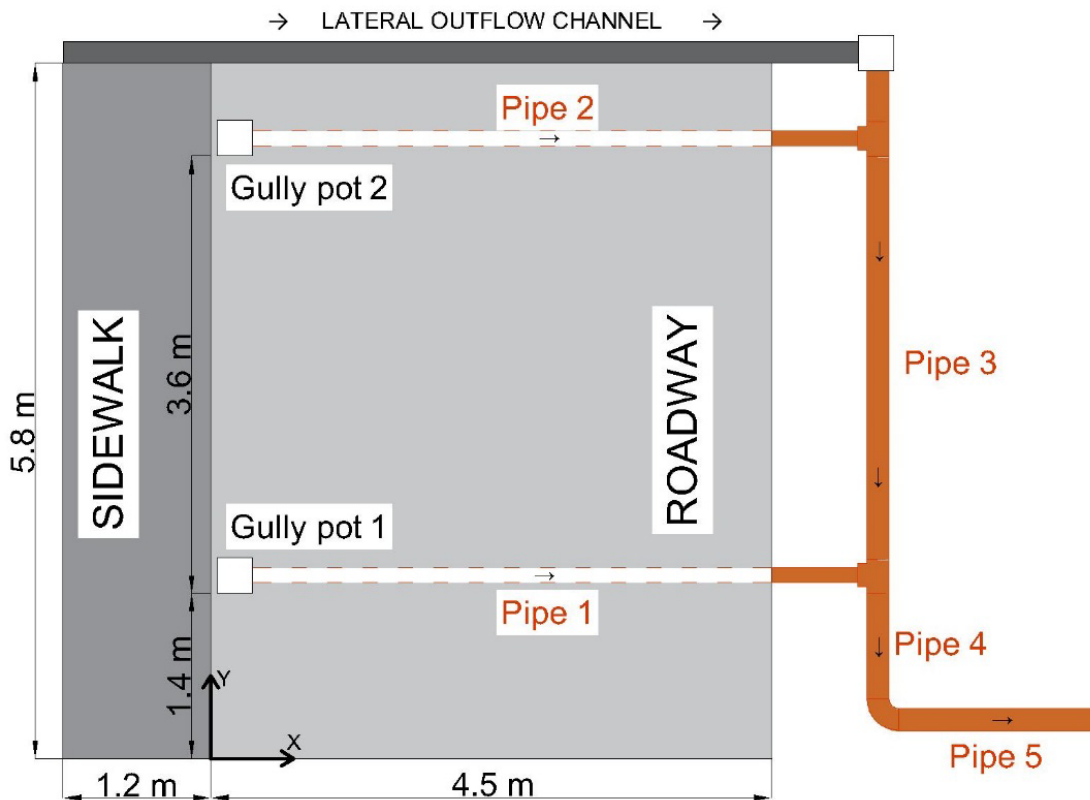 → LATERAL OUTFLOW CHANNEL →
Pipe 2
→
Gully pot 2
↓
5.8 m
SIDEWALK
3.6 m
ROADWAY
Pipe 3
↓
Gully pot 1
→
Pipe 1
1.4 m
↓
Pipe 4
Y
X
→
Pipe 5
1.2 m
4.5 m